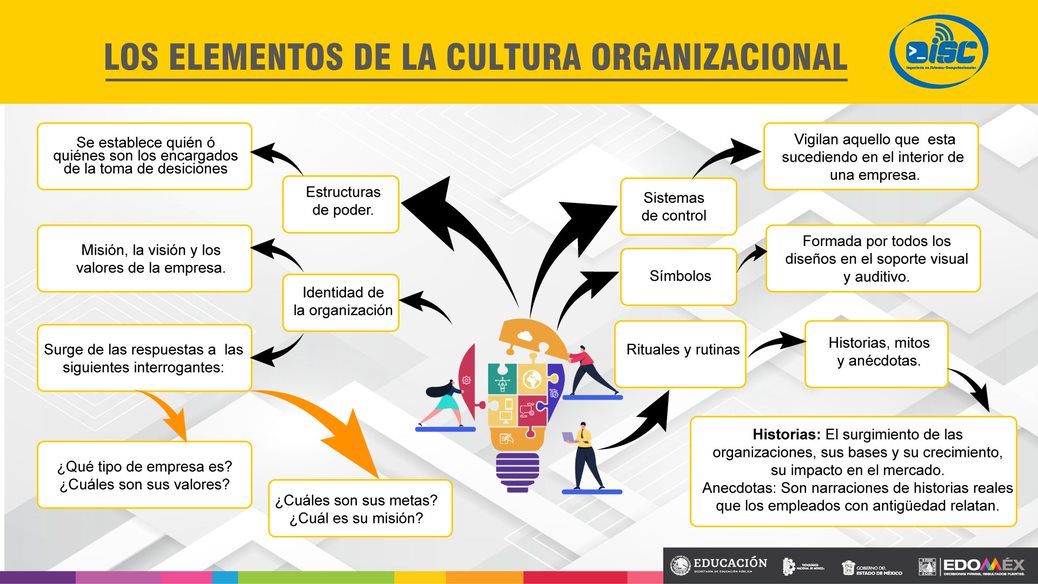 LOS ELEMENTOS DE LA CULTURA ORGANIZACIONAL
isc
Ingeniería en Sistemas Computacionales
Se establece quién ó
quiénes son los encargados
de la toma de desiciones
Estructuras
de poder.
Misión, la visión y los
valores de la empresa.
Identidad de
la organización
Surge de las respuestas a las
siguientes interrogantes:
¿Qué tipo de empresa es?
¿Cuáles son sus valores?
¿Cuáles son sus metas?
¿Cuál es su misión?
Sistemas
de control
Vigilan aquello que esta
sucediendo en el interior de
una empresa.
Símbolos
Formada por todos los
diseños en el soporte visual
y auditivo.
Rituales y rutinas
Historias, mitos
y anécdotas.
Historias: El surgimiento de las
organizaciones, sus bases y su crecimiento,
su impacto en el mercado.
Anecdotas: Son narraciones de historias reales
que los empleados con antigüedad relatan.
EDUCACIÓN
SECRETARÍA DE EDUCACIÓN PÚBLICA
TECNOLÓGICO
NACIONAL DE MÉXICO
GOBIERNO DEL
ESTADO DE MÉXICO
EDOMÉX
DECISIONES FIRMES, RESULTADOS FUERTES.